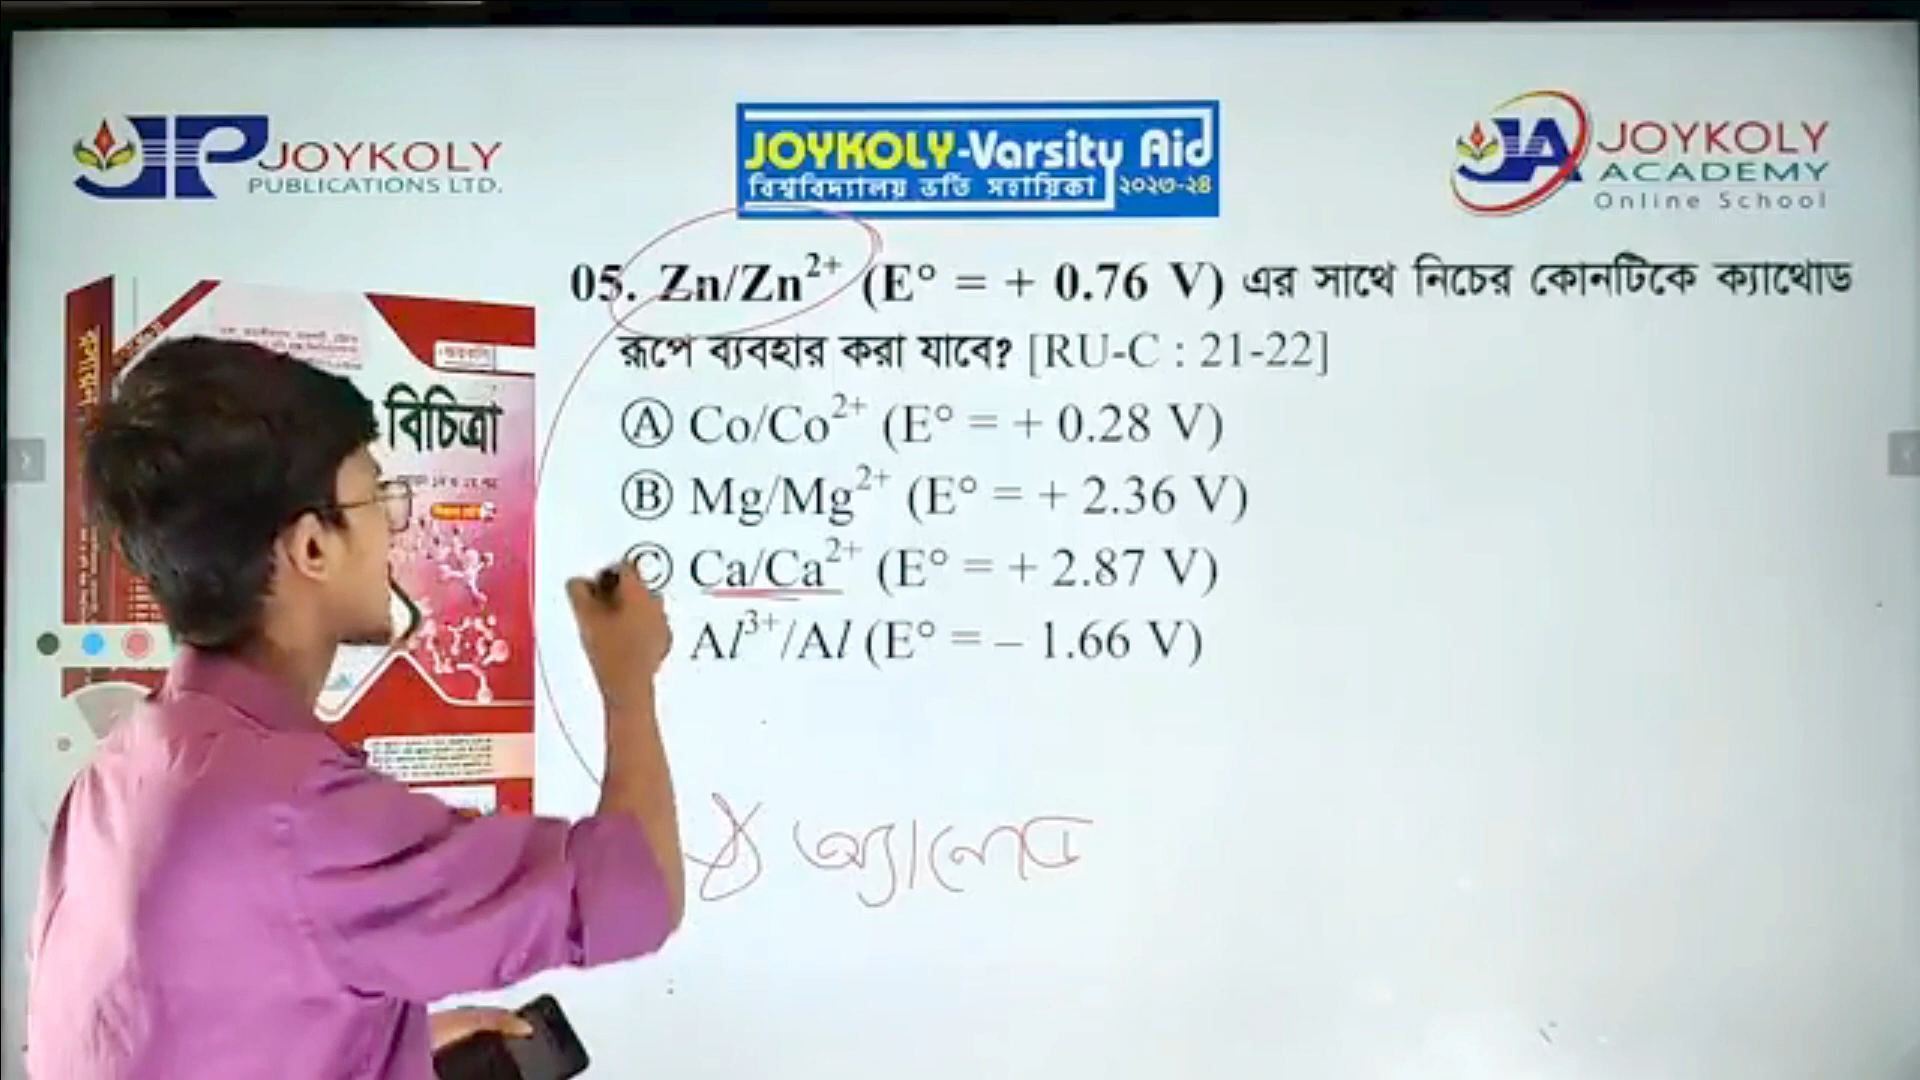 JP JOYKOLY
PUBLICATIONS LTD.
JOYKOLY-Varsity Aid
বিশ্ববিদ্যালয় ভর্তি সহায়িকা ২০২৩-২৪
JA JOYKOLY
ACADEMY
Online School
05. Zn/Zn²⁺ (E° = + 0.76 V) এর সাথে নিচের কোনটিকে ক্যাথোড
রূপে ব্যবহার করা যাবে? [RU-C : 21-22]
Ⓐ Co/Co²⁺ (E° = + 0.28 V)
Ⓑ Mg/Mg²⁺ (E° = + 2.36 V)
Ⓒ Ca/Ca²⁺ (E° = + 2.87 V)
Al³⁺/Al (E° = – 1.66 V)
বিচিত্রা
অ্যানোড